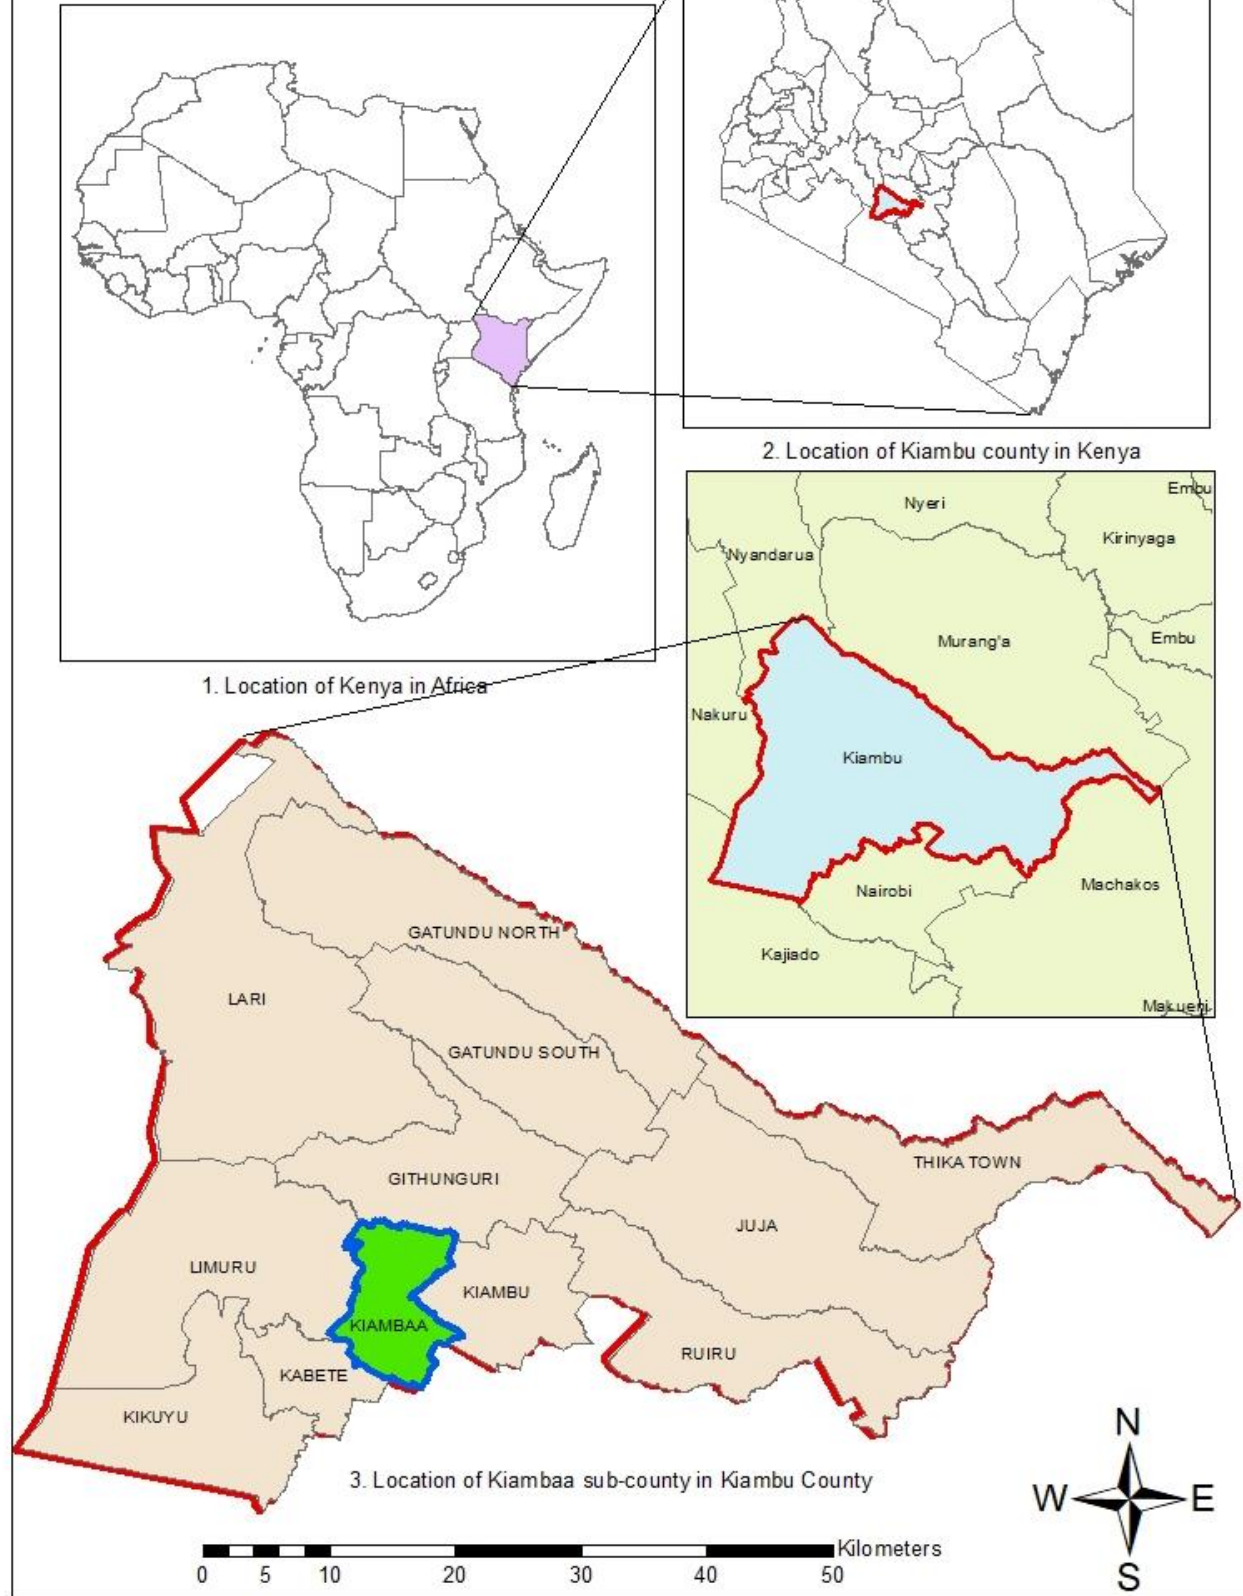 2. Location of Kiambu county in Kenya
1. Location of Kenya in Africa
Embu
Nyeri
Kirinyaga
Nyandarua
Embu
Murang'a
Nakuru
Kiambu
Machakos
Nairobi
Kajiado
Makueni
GATUNDU NORTH
LARI
GATUNDU SOUTH
THIKA TOWN
GITHUNGURI
JUJA
LIMURU
KIAMBU
KIAMBAA
RUIRU
KABETE
KIKUYU
3. Location of Kiambaa sub-county in Kiambu County
N
W E
S
Kilometers
0 5 10 20 30 40 50